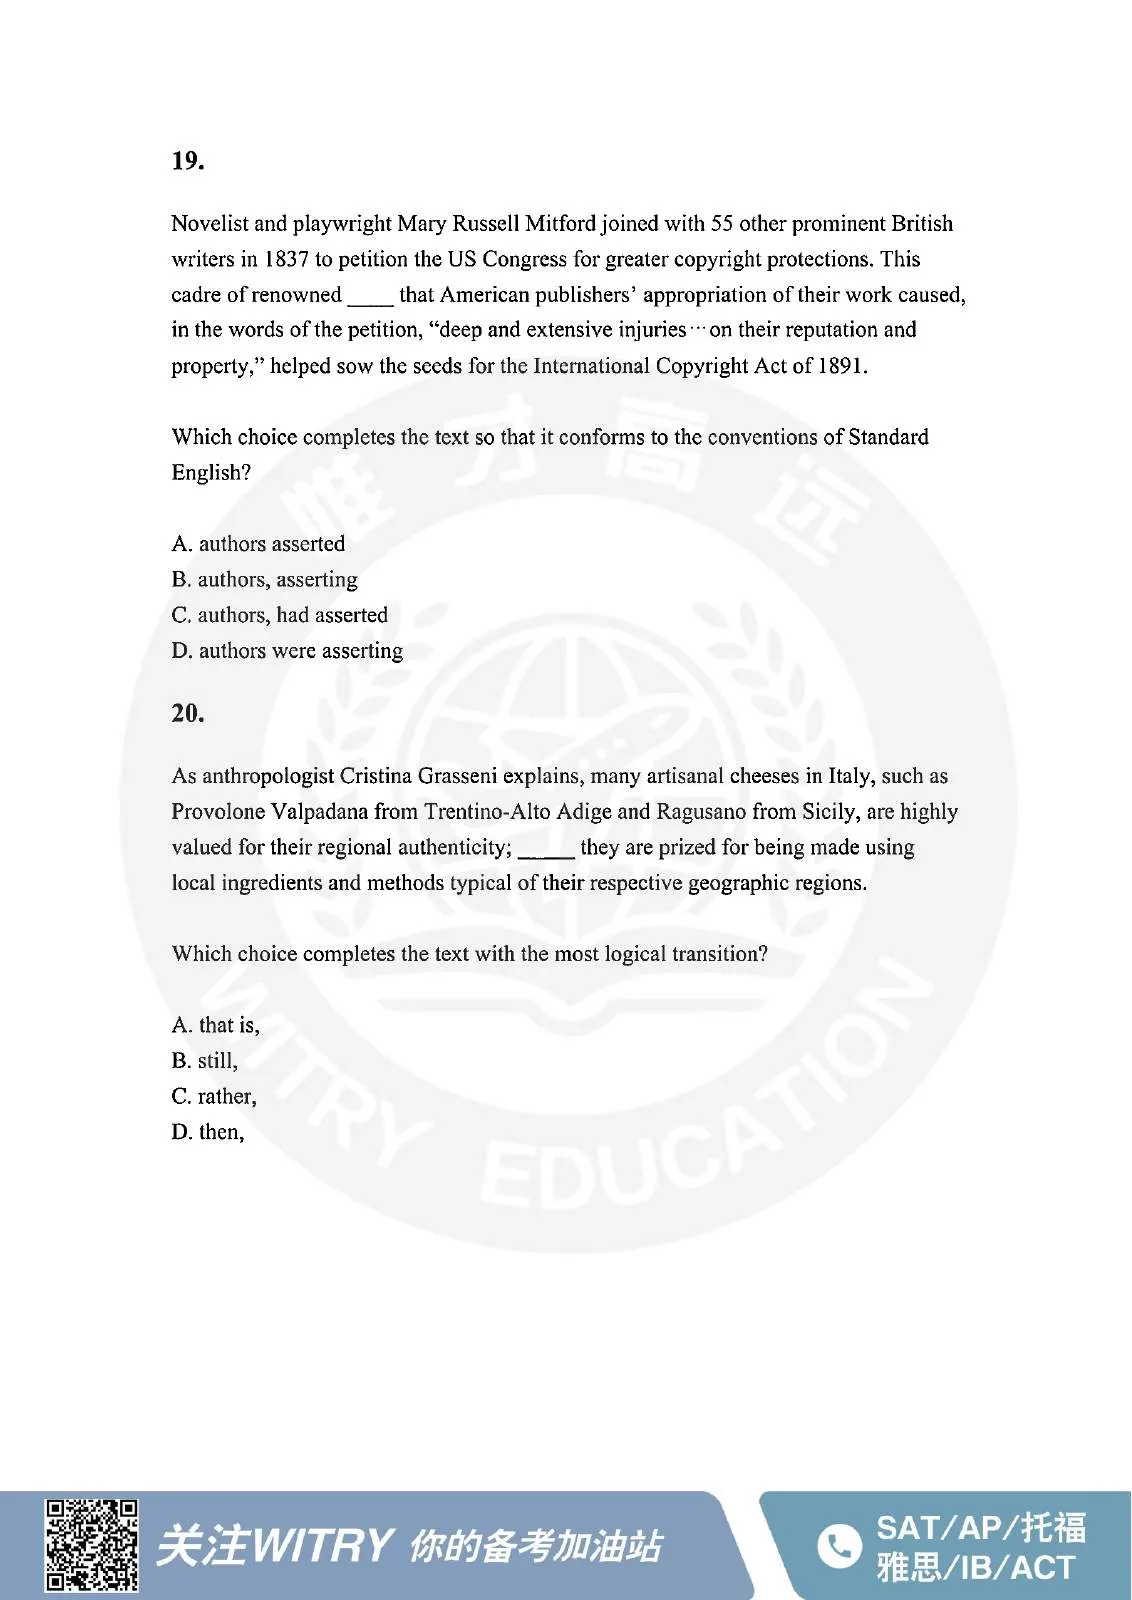 19.
Novelist and playwright Mary Russell Mitford joined with 55 other prominent British
writers in 1837 to petition the US Congress for greater copyright protections. This
cadre of renowned ____ that American publishers’ appropriation of their work caused,
in the words of the petition, “deep and extensive injuries⋯on their reputation and
property,” helped sow the seeds for the International Copyright Act of 1891.
Which choice completes the text so that it conforms to the conventions of Standard
English?
A. authors asserted
B. authors, asserting
C. authors, had asserted
D. authors were asserting
20.
As anthropologist Cristina Grasseni explains, many artisanal cheeses in Italy, such as
Provolone Valpadana from Trentino-Alto Adige and Ragusano from Sicily, are highly
valued for their regional authenticity; _____ they are prized for being made using
local ingredients and methods typical of their respective geographic regions.
Which choice completes the text with the most logical transition?
A. that is,
B. still,
C. rather,
D. then,
惟才高远
WITRY EDUCATION
关注WITRY 你的备考加油站
SAT/AP/托福
雅思/IB/ACT